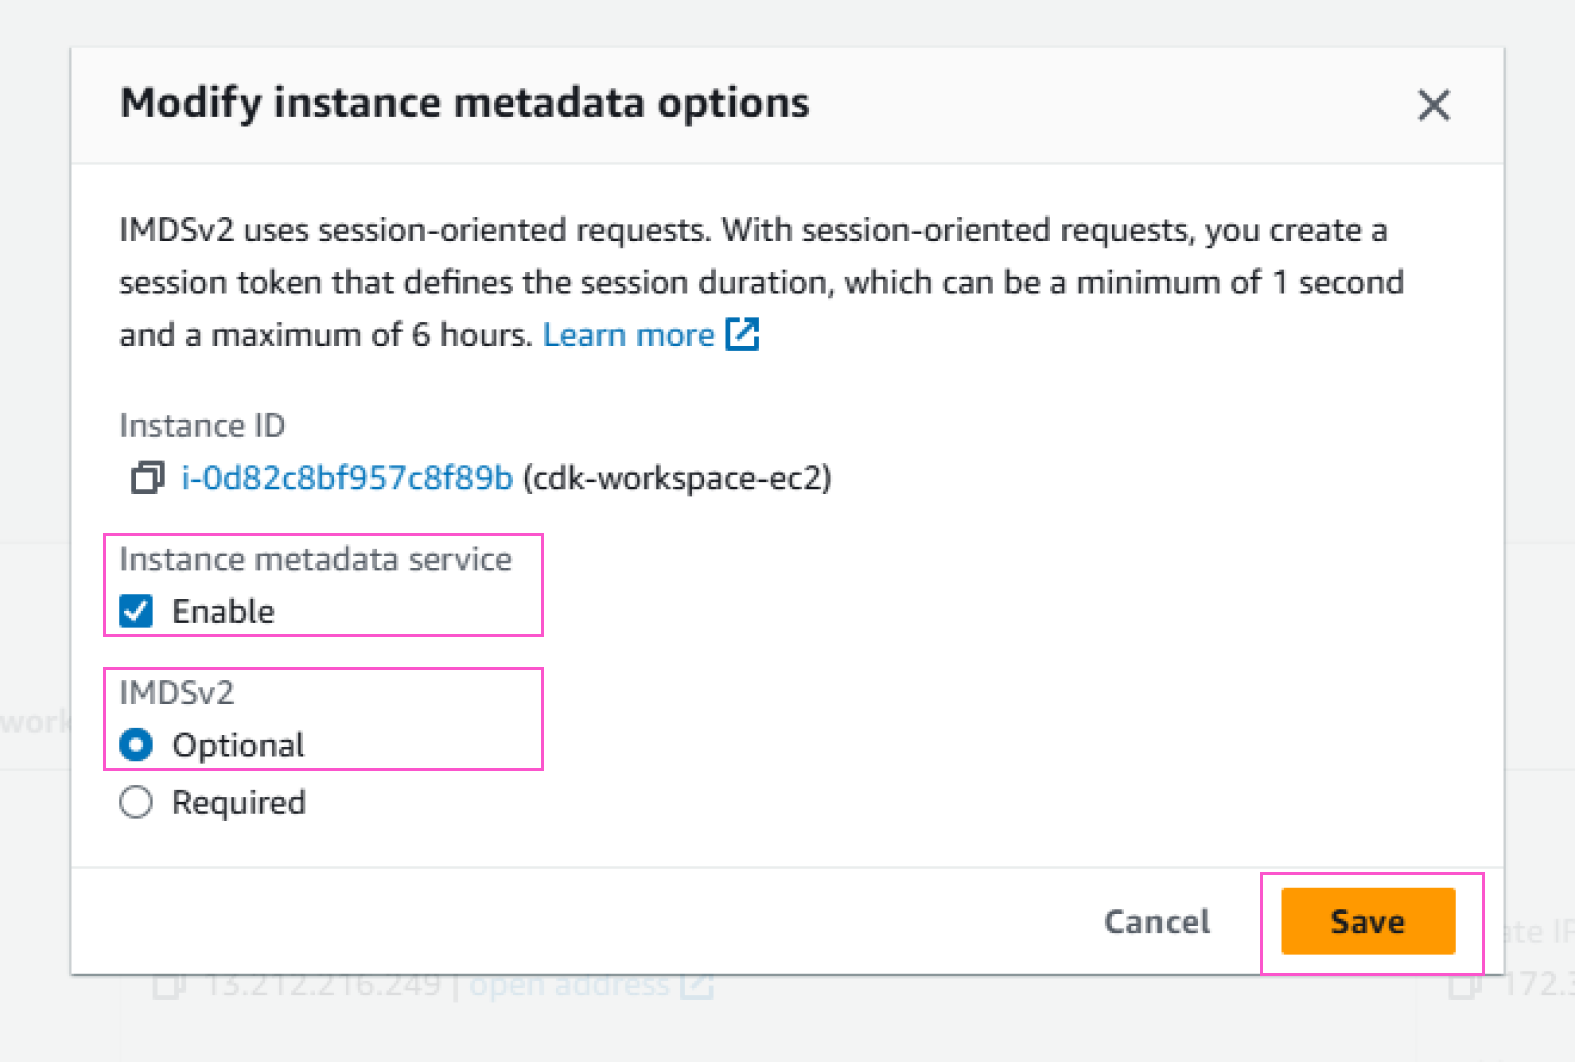 Modify instance metadata options
IMDSv2 uses session-oriented requests. With session-oriented requests, you create a
session token that defines the session duration, which can be a minimum of 1 second
and a maximum of 6 hours. Learn more
Instance ID
i-0d82c8bf957c8f89b (cdk-workspace-ec2)
Instance metadata service
Enable
IMDSv2
work
Optional
Required
Cancel Save
ate IP
13.212.216.249 | open address
172.3